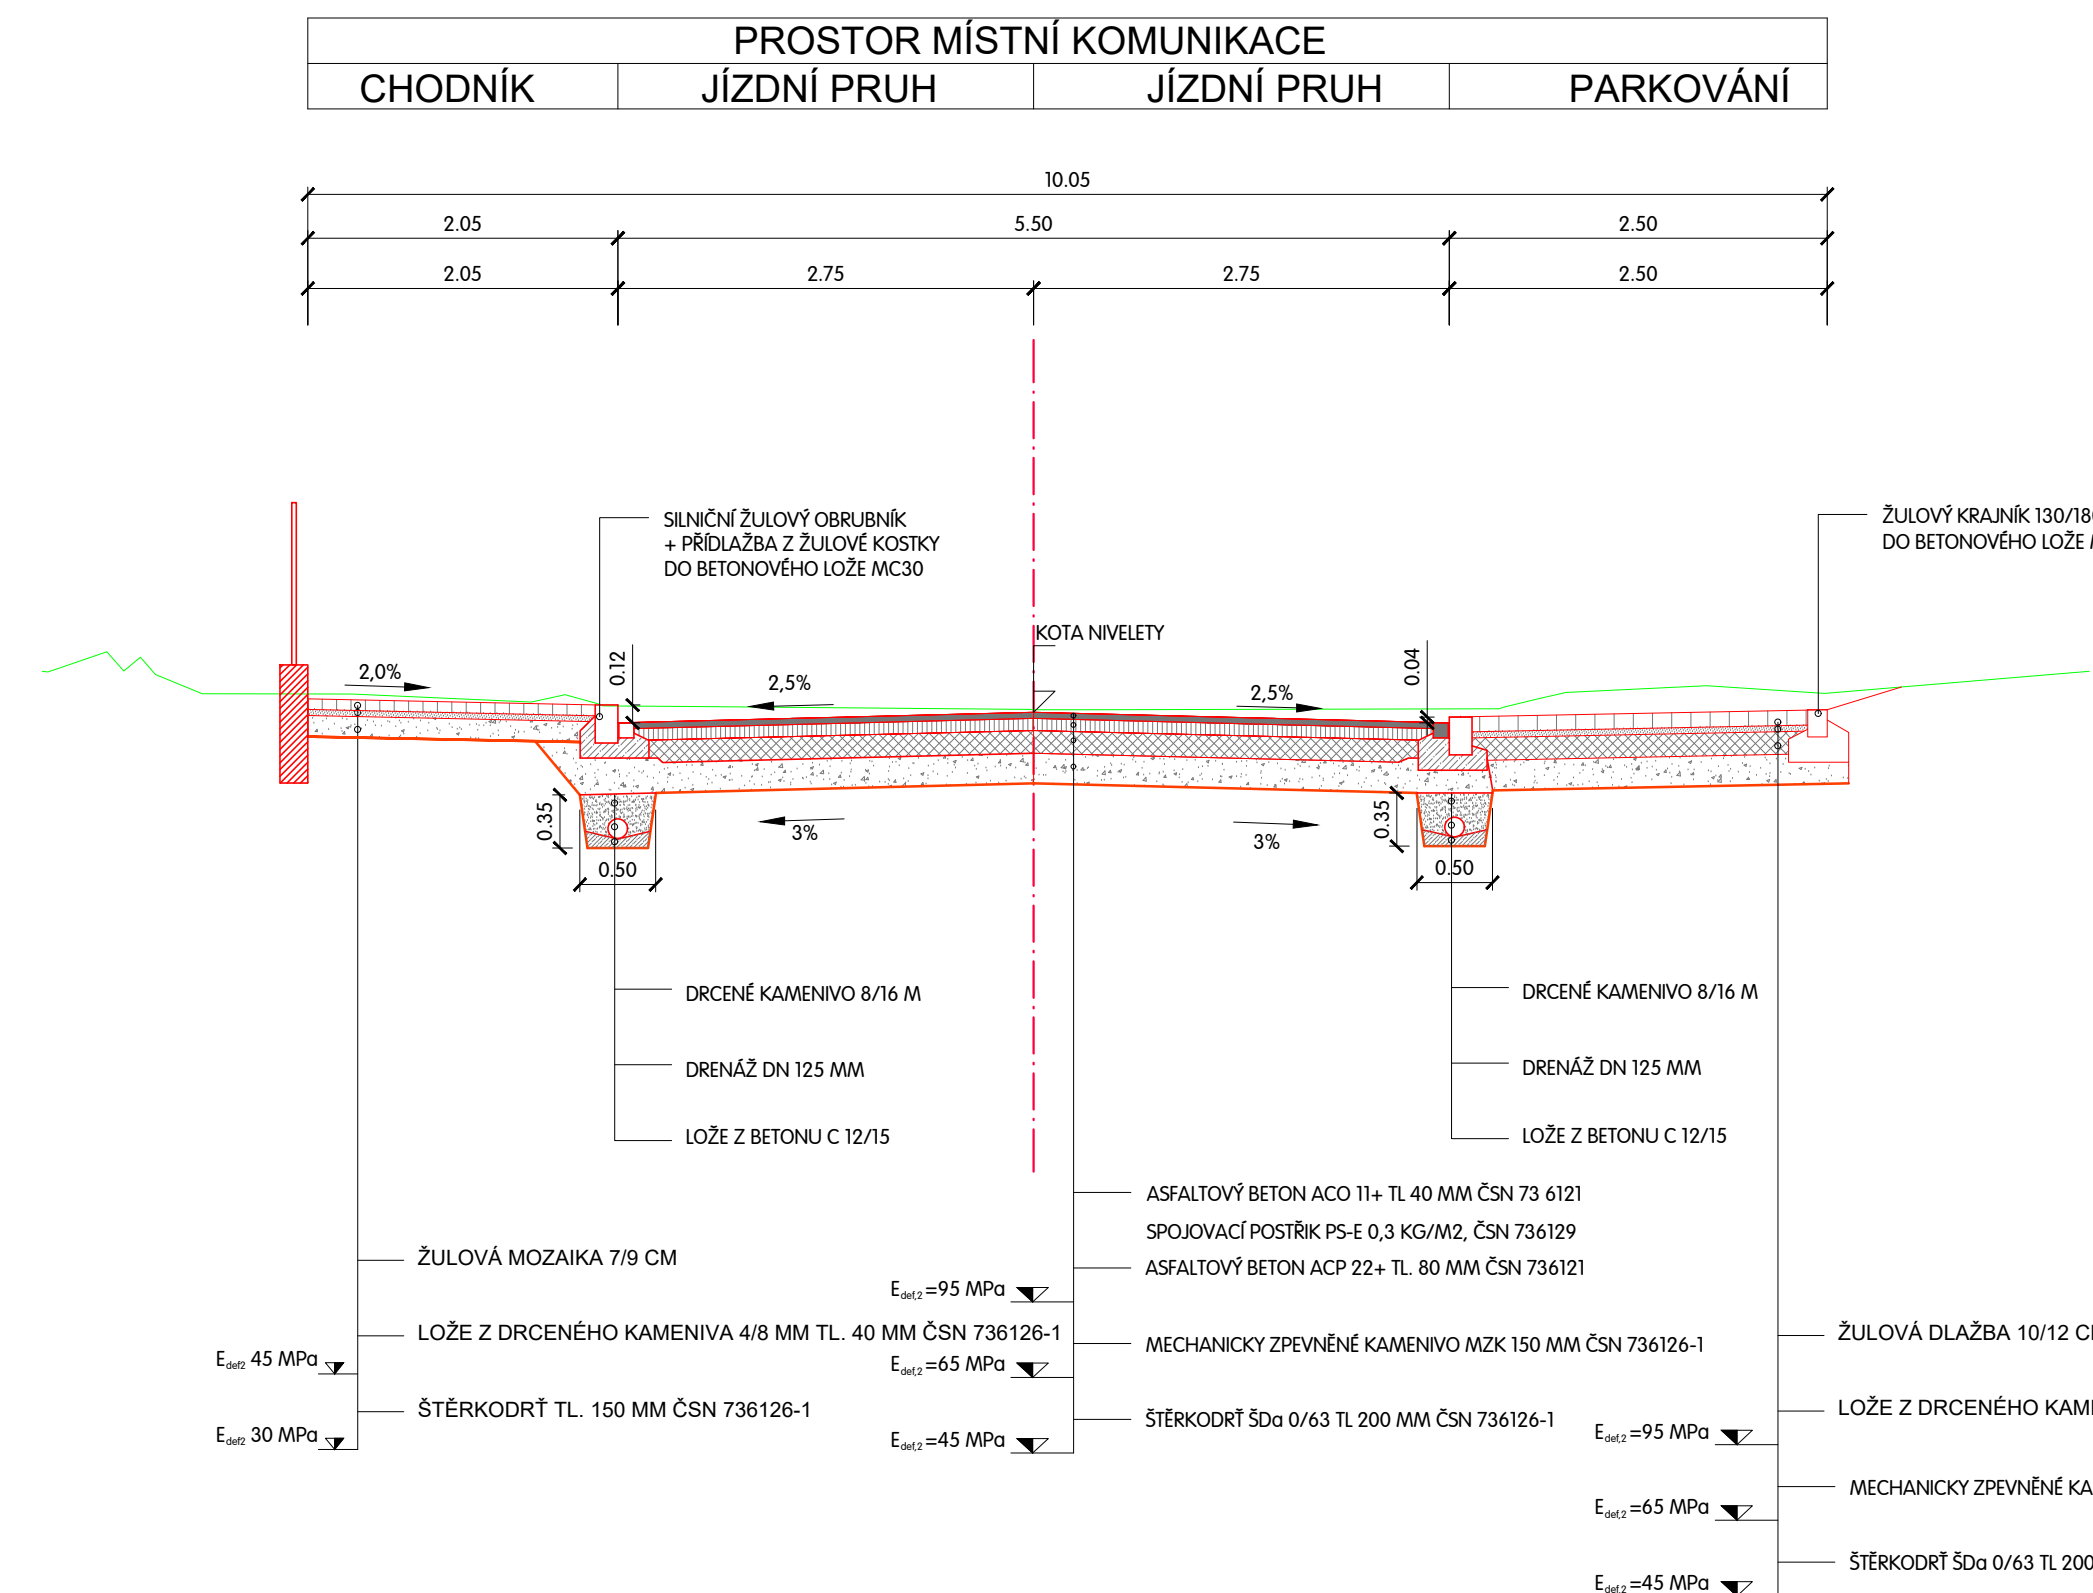 PROSTOR MÍSTNÍ KOMUNIKACE
CHODNÍK JÍZDNÍ PRUH JÍZDNÍ PRUH PARKOVÁNÍ
10.05
2.05 5.50 2.50
2.05 2.75 2.75 2.50
SILNIČNÍ ŽULOVÝ OBRUBNÍK
+ PŘÍDLAŽBA Z ŽULOVÉ KOSTKY
DO BETONOVÉHO LOŽE MC30
ŽULOVÝ KRAJNÍK 130/18
DO BETONOVÉHO LOŽE
KOTA NIVELETY
0.12
0.04
2,0%
2,5%
2,5%
0.35
3%
0.35
3%
0.50
0.50
DRCENÉ KAMENIVO 8/16 M
DRENÁŽ DN 125 MM
LOŽE Z BETONU C 12/15
DRCENÉ KAMENIVO 8/16 M
DRENÁŽ DN 125 MM
LOŽE Z BETONU C 12/15
ŽULOVÁ MOZAIKA 7/9 CM
LOŽE Z DRCENÉHO KAMENIVA 4/8 MM TL. 40 MM ČSN 736126-1
Edef2 45 MPa
ŠTĚRKODRŤ TL. 150 MM ČSN 736126-1
Edef2 30 MPa
ASFALTOVÝ BETON ACO 11+ TL 40 MM ČSN 73 6121
SPOJOVACÍ POSTŘIK PS-E 0,3 KG/M2, ČSN 736129
ASFALTOVÝ BETON ACP 22+ TL. 80 MM ČSN 736121
Edef,2=95 MPa
MECHANICKY ZPEVNĚNÉ KAMENIVO MZK 150 MM ČSN 736126-1
Edef,2=65 MPa
ŠTĚRKODRŤ ŠDa 0/63 TL 200 MM ČSN 736126-1
Edef,2=45 MPa
ŽULOVÁ DLAŽBA 10/12 C
LOŽE Z DRCENÉHO KAM
Edef,2=95 MPa
MECHANICKY ZPEVNĚNÉ KA
Edef,2=65 MPa
ŠTĚRKODRŤ ŠDa 0/63 TL 200
Edef,2=45 MPa